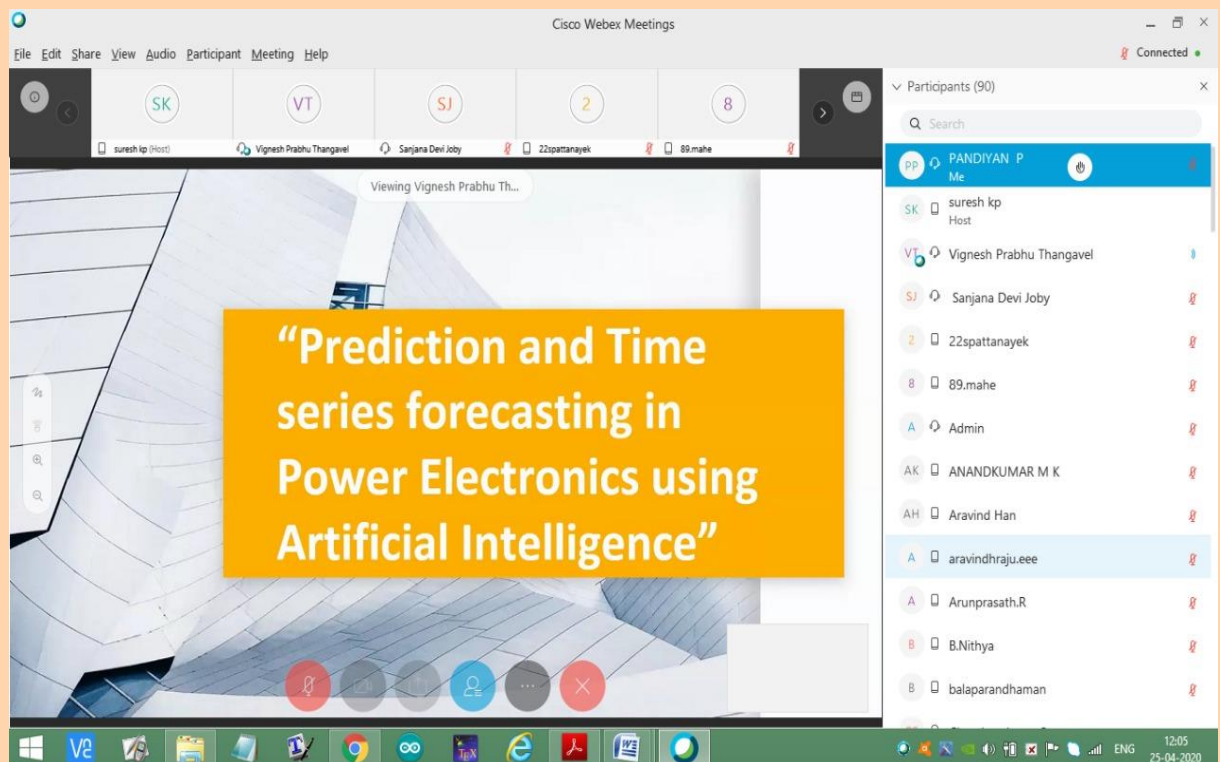 Cisco Webex Meetings
File Edit Share View Audio Participant Meeting Help
Connected
SK
VT
SJ
2
8
suresh kp (Host)
Vignesh Prabhu Thangavel
Sanjana Devi Joby
22spattanayek
89.mahe
Viewing Vignesh Prabhu Th...
“Prediction and Time
series forecasting in
Power Electronics using
Artificial Intelligence”
Participants (90)
Search
PP PANDIYAN P
Me
SK suresh kp
Host
VT Vignesh Prabhu Thangavel
SJ Sanjana Devi Joby
2 22spattanayek
8 89.mahe
A Admin
AK ANANDKUMAR M K
AH Aravind Han
A aravindhraju.eee
A Arunprasath.R
B B.Nithya
B balaparandhaman
ENG
12:05
25-04-2020